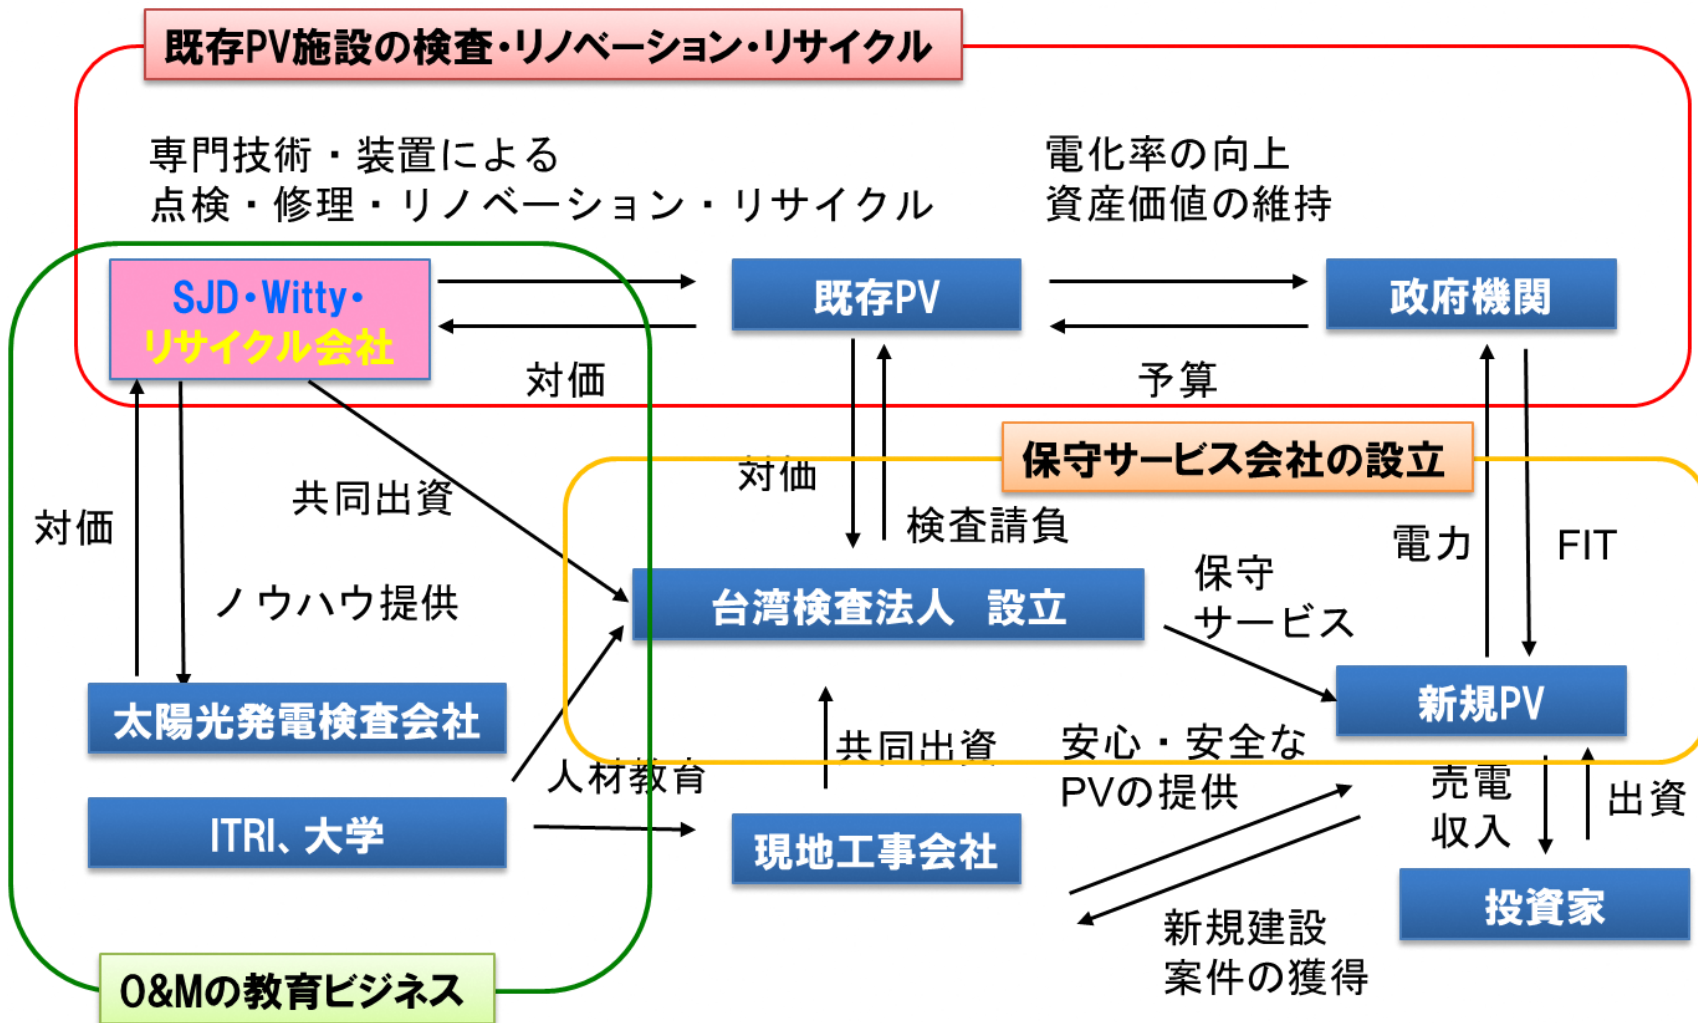 既存PV施設の検査・リノベーション・リサイクル
専門技術・装置による
点検・修理・リノベーション・リサイクル
電化率の向上
資産価値の維持
SJD・Witty・
リサイクル会社
既存PV
政府機関
対価
予算
保守サービス会社の設立
対価
共同出資
対価
検査請負
電力
FIT
保守
サービス
ノウハウ提供
台湾検査法人 設立
太陽光発電検査会社
新規PV
人材教育
共同出資
安心・安全な
PVの提供
売電
収入
出資
ITRI、大学
現地工事会社
投資家
新規建設
案件の獲得
O&Mの教育ビジネス